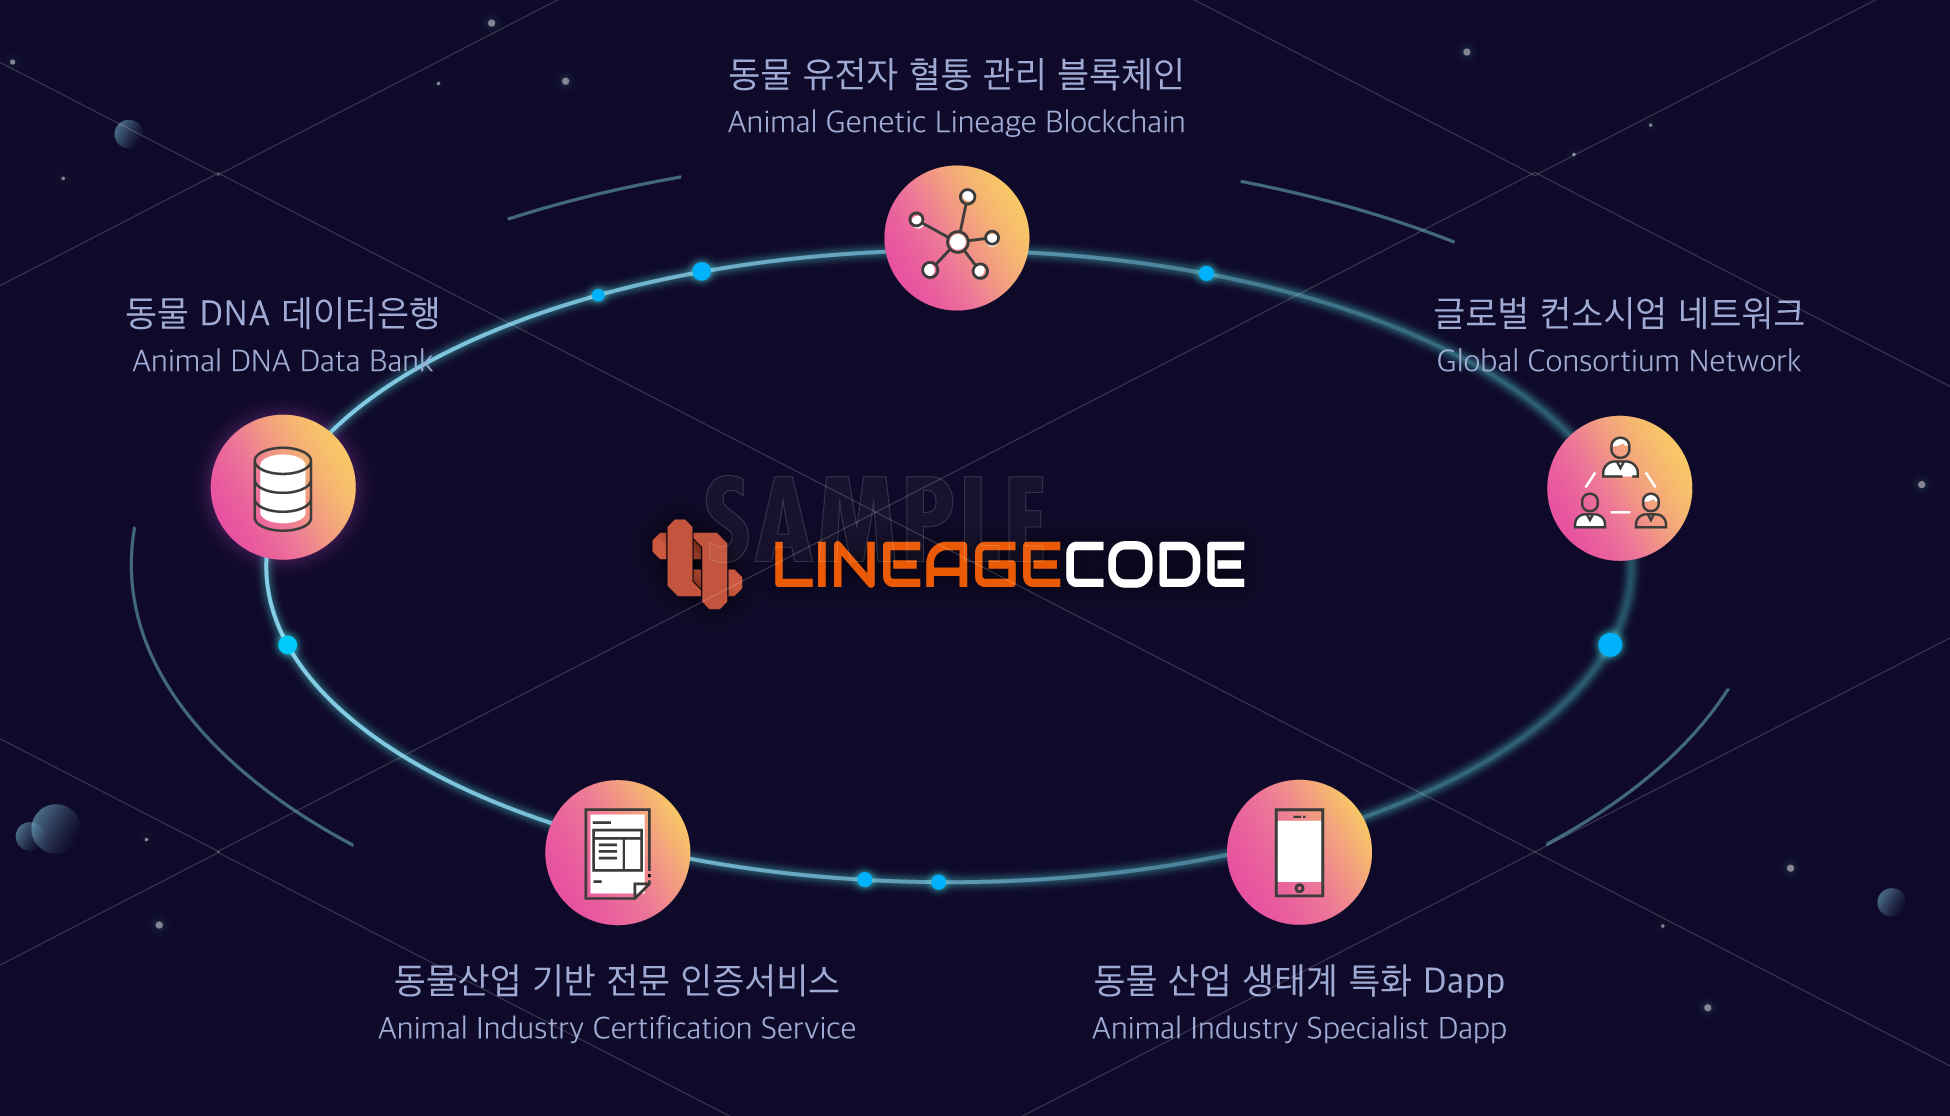 동물 유전자 혈통 관리 블록체인
Animal Genetic Lineage Blockchain
동물 DNA 데이터은행
Animal DNA Data Bank
글로벌 컨소시엄 네트워크
Global Consortium Network
SAMPLE
LINEAGECODE
동물산업 기반 전문 인증서비스
Animal Industry Certification Service
동물 산업 생태계 특화 Dapp
Animal Industry Specialist Dapp